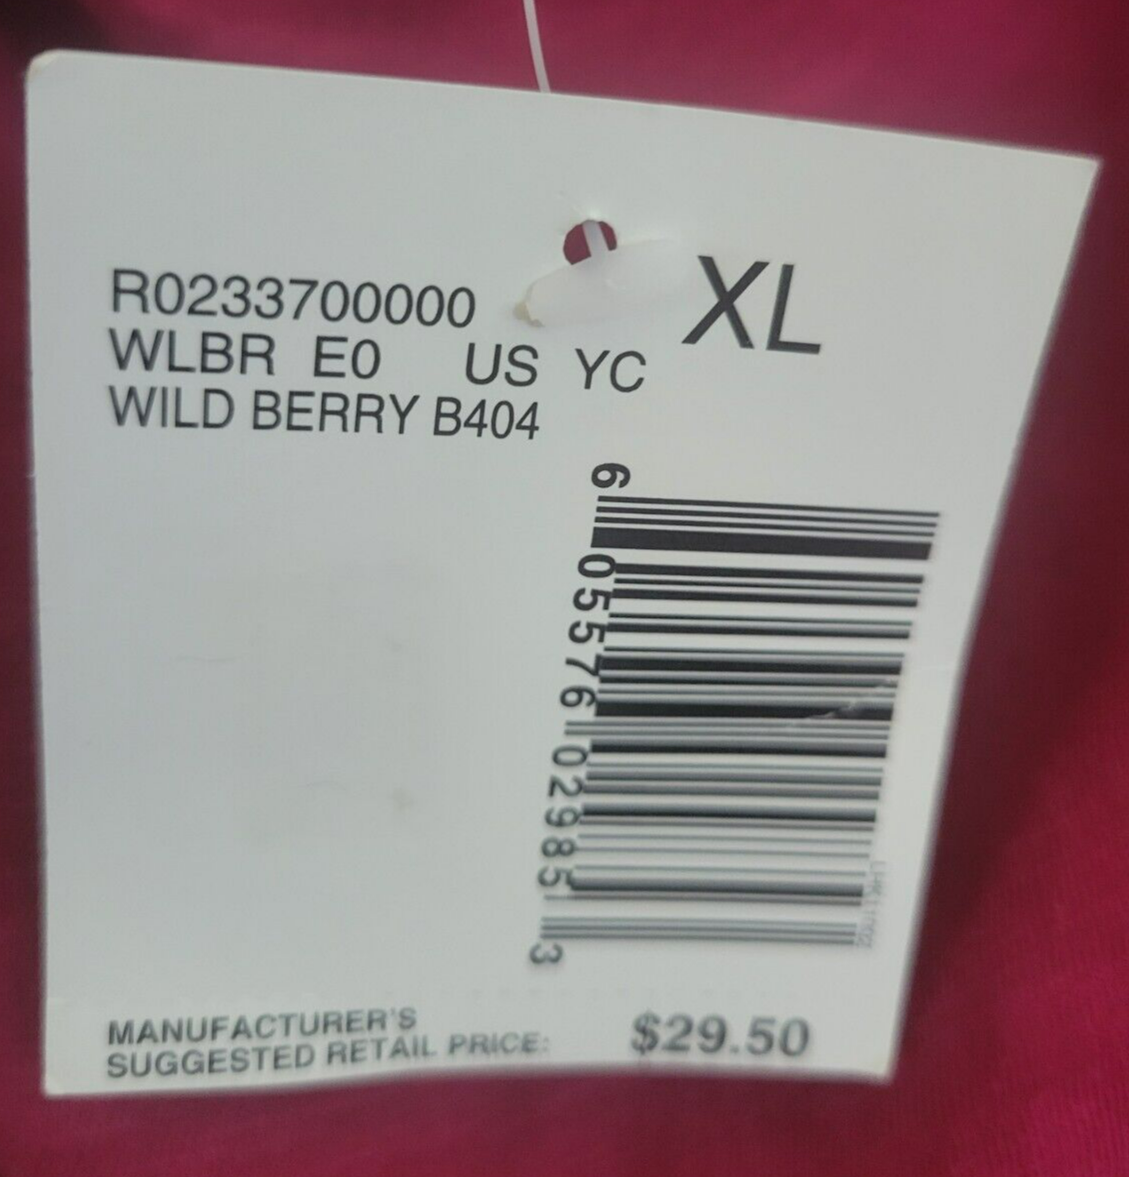 R0233700000
XL
WLBR E0 US YC
WILD BERRY B404
6 05576 02985 3
MANUFACTURER'S
SUGGESTED RETAIL PRICE: $29.50